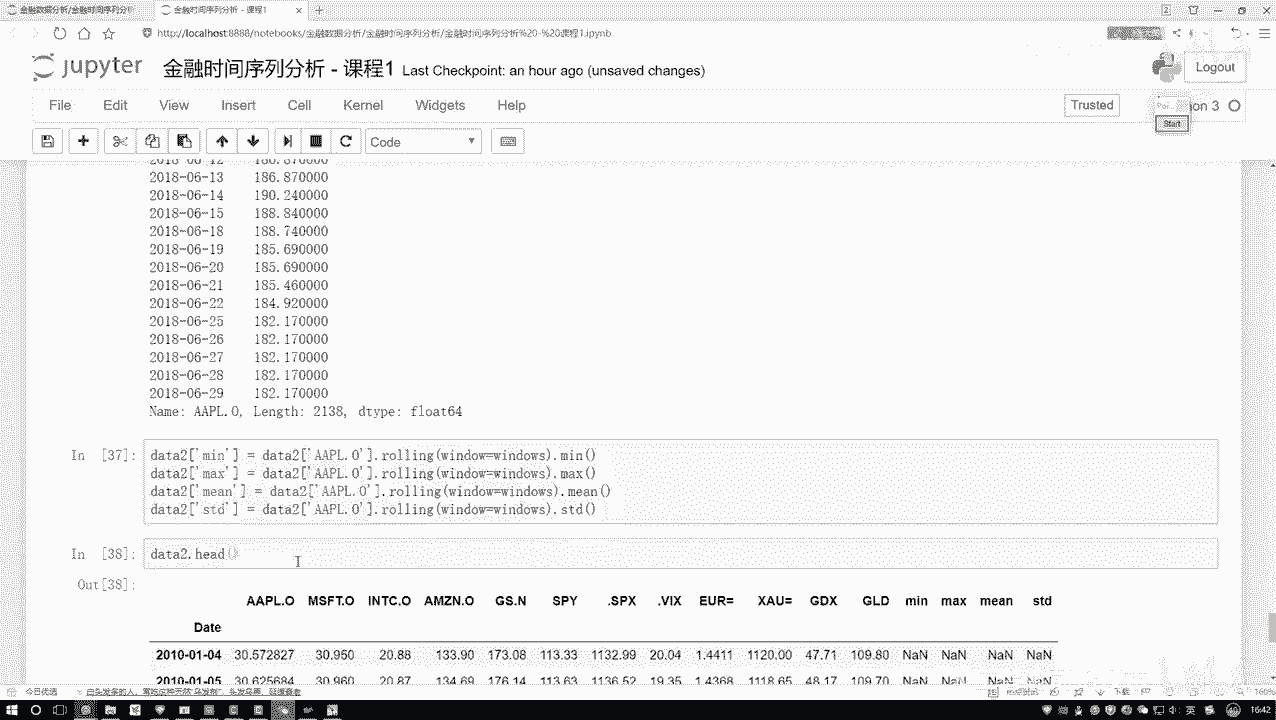 金融数据分析/金融时间序列分析
金融时间序列分析 - 课程1
http://localhost:8888/notebooks/金融数据分析/金融时间序列分析/金融时间序列分析%20-%20课程1.ipynb
jupyter 金融时间序列分析 - 课程1 Last Checkpoint: an hour ago (unsaved changes)
Logout
File Edit View Insert Cell Kernel Widgets Help
Trusted
on 3
Start
Code
2018-06-13 186.870000
2018-06-14 190.240000
2018-06-15 188.840000
2018-06-18 188.740000
2018-06-19 185.690000
2018-06-20 185.690000
2018-06-21 185.460000
2018-06-22 184.920000
2018-06-25 182.170000
2018-06-26 182.170000
2018-06-27 182.170000
2018-06-28 182.170000
2018-06-29 182.170000
Name: AAPL.O, Length: 2138, dtype: float64
In [37]: data2['min'] = data2['AAPL.O'].rolling(window=windows).min()
data2['max'] = data2['AAPL.O'].rolling(window=windows).max()
data2['mean'] = data2['AAPL.O'].rolling(window=windows).mean()
data2['std'] = data2['AAPL.O'].rolling(window=windows).std()
In [38]: data2.head()
Out[38]:
AAPL.O MSFT.O INTC.O AMZN.O GS.N SPY .SPX .VIX EUR= XAU= GDX GLD min max mean std
Date
2010-01-04 30.572827 30.950 20.88 133.90 173.08 113.33 1132.99 20.04 1.4411 1120.00 47.71 109.80 NaN NaN NaN NaN
2010-01-05 30.625684 30.960 20.87 134.69 176.14 113.63 1136.52 19.35 1.4368 1118.65 48.17 109.70 NaN NaN NaN NaN
今日优选
160%
16:42